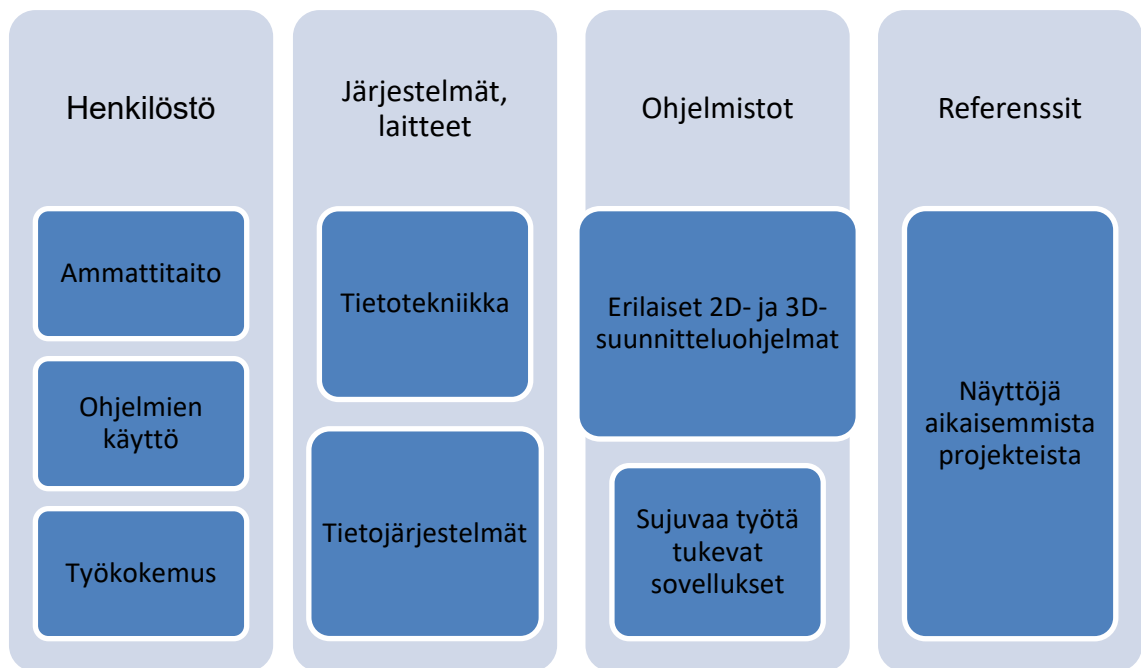 Henkilöstö
Ammattitaito
Ohjelmien
käyttö
Työkokemus
Järjestelmät,
laitteet
Tietotekniikka
Tietojärjestelmät
Ohjelmistot
Erilaiset 2D- ja 3D-
suunnitteluohjelmat
Sujuvaa työtä
tukevat
sovellukset
Referenssit
Näyttöjä
aikaisemmista
projekteista